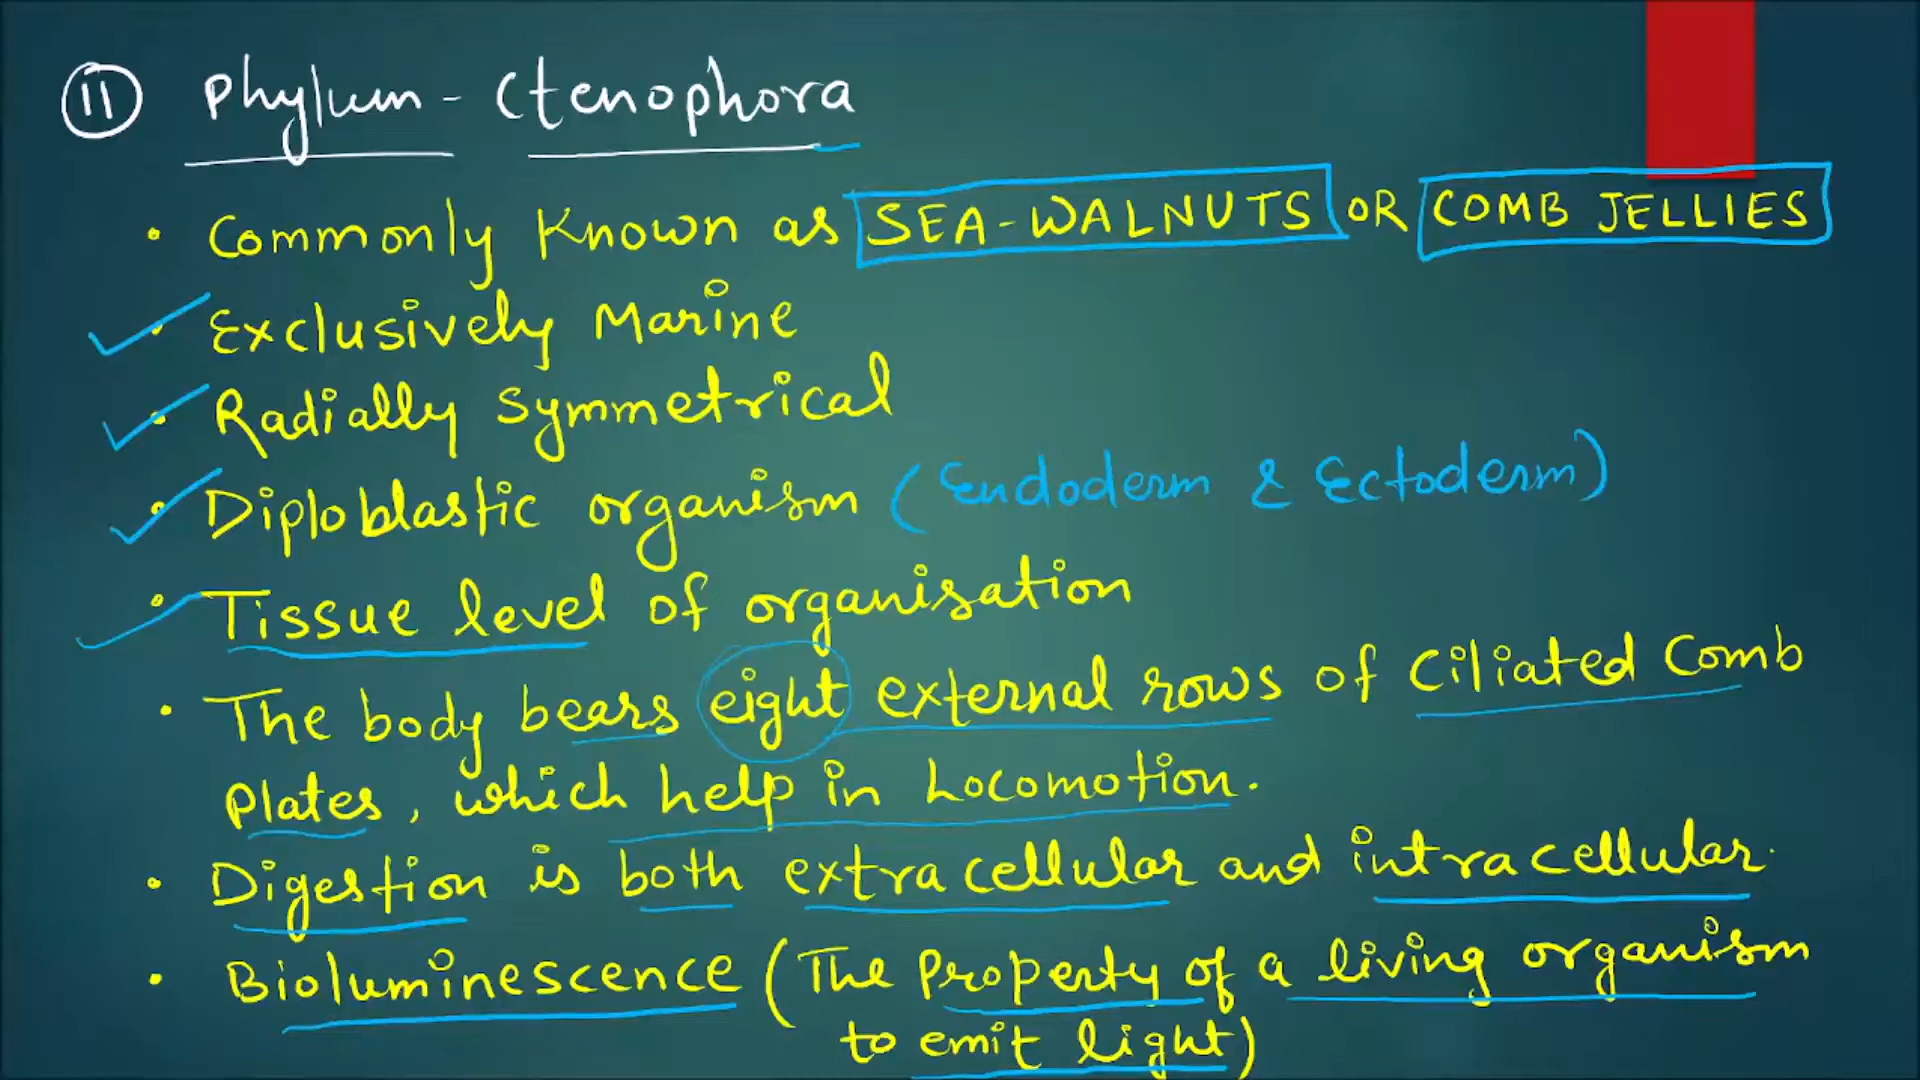 11 Phylum - Ctenophora
• Commonly Known as SEA-WALNUTS OR COMB JELLIES
• Exclusively Marine
• Radially symmetrical
• Diploblastic organism (Endoderm & Ectoderm)
• Tissue level of organisation
• The body bears eight external rows of ciliated Comb
Plates, which help in Locomotion.
• Digestion is both extracellular and intracellular.
• Bioluminescence (The Property of a living organism
to emit light)